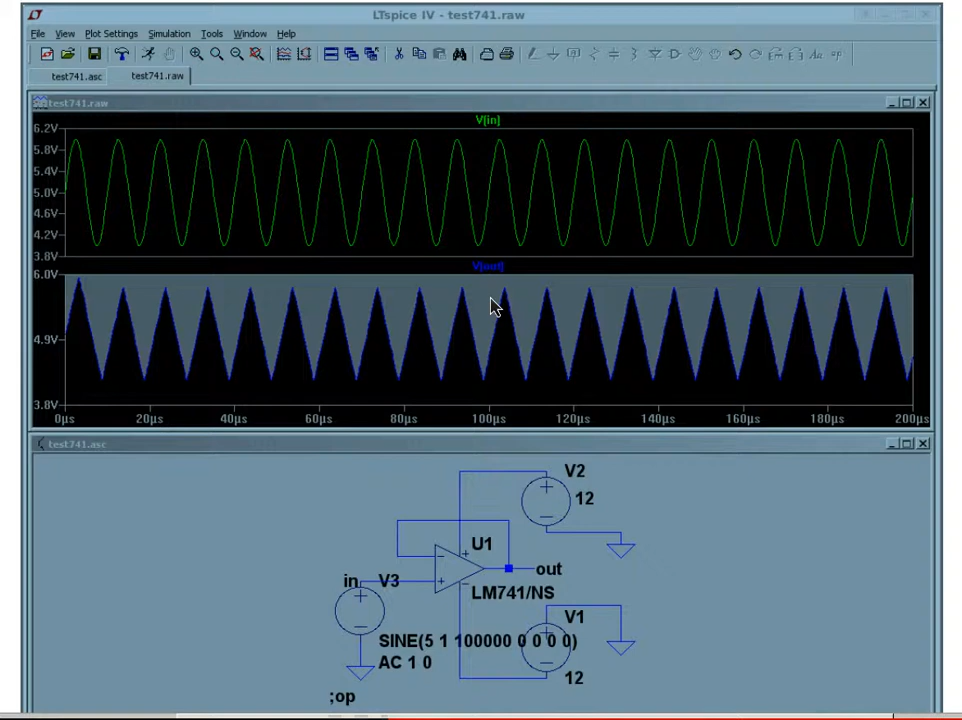 LTspice IV - test741.raw
File View Plot Settings Simulation Tools Window Help
test741.asc test741.raw
test741.raw
V[in]
6.2V
5.8V
5.4V
5.0V
4.6V
4.2V
3.8V
V[out]
6.0V
4.9V
3.8V
0µs 20µs 40µs 60µs 80µs 100µs 120µs 140µs 160µs 180µs 200µs
test741.asc
V2
12
U1
out
in V3
LM741/NS
V1
SINE(5 1 100000 0 0 0 0)
AC 1 0
12
;op